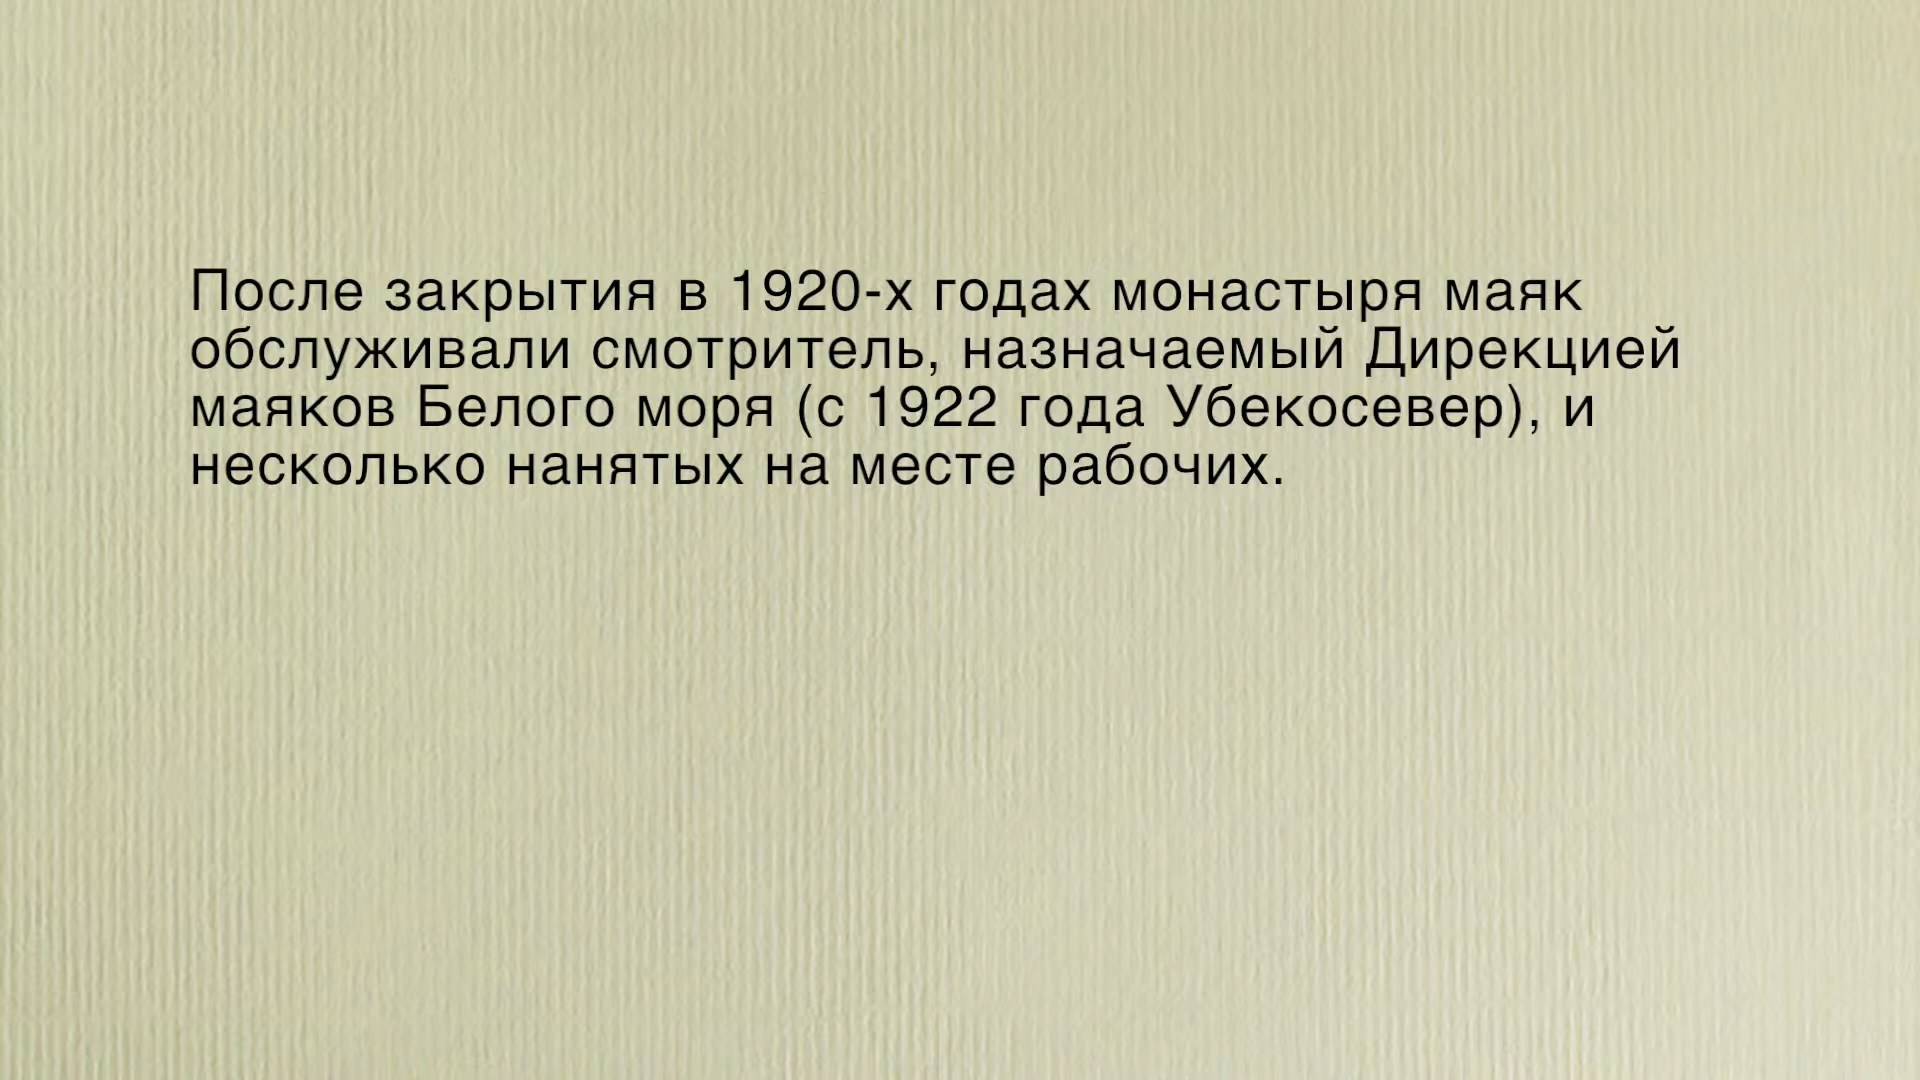 После закрытия в 1920-х годах монастыря маяк
обслуживали смотритель, назначаемый Дирекцией
маяков Белого моря (с 1922 года Убекосевер), и
несколько нанятых на месте рабочих.